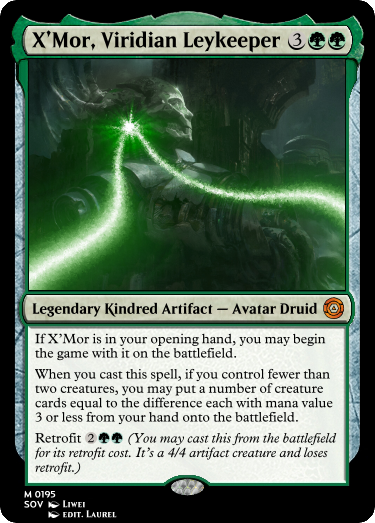 X'Mor, Viridian Leykeeper 3
Legendary Kindred Artifact — Avatar Druid
If X'Mor is in your opening hand, you may begin
the game with it on the battlefield.
When you cast this spell, if you control fewer than
two creatures, you may put a number of creature
cards equal to the difference each with mana value
3 or less from your hand onto the battlefield.
Retrofit 2 (You may cast this from the battlefield
for its retrofit cost. It's a 4/4 artifact creature and loses
retrofit.)
M 0195
SOV Liwei
edit. Laurel